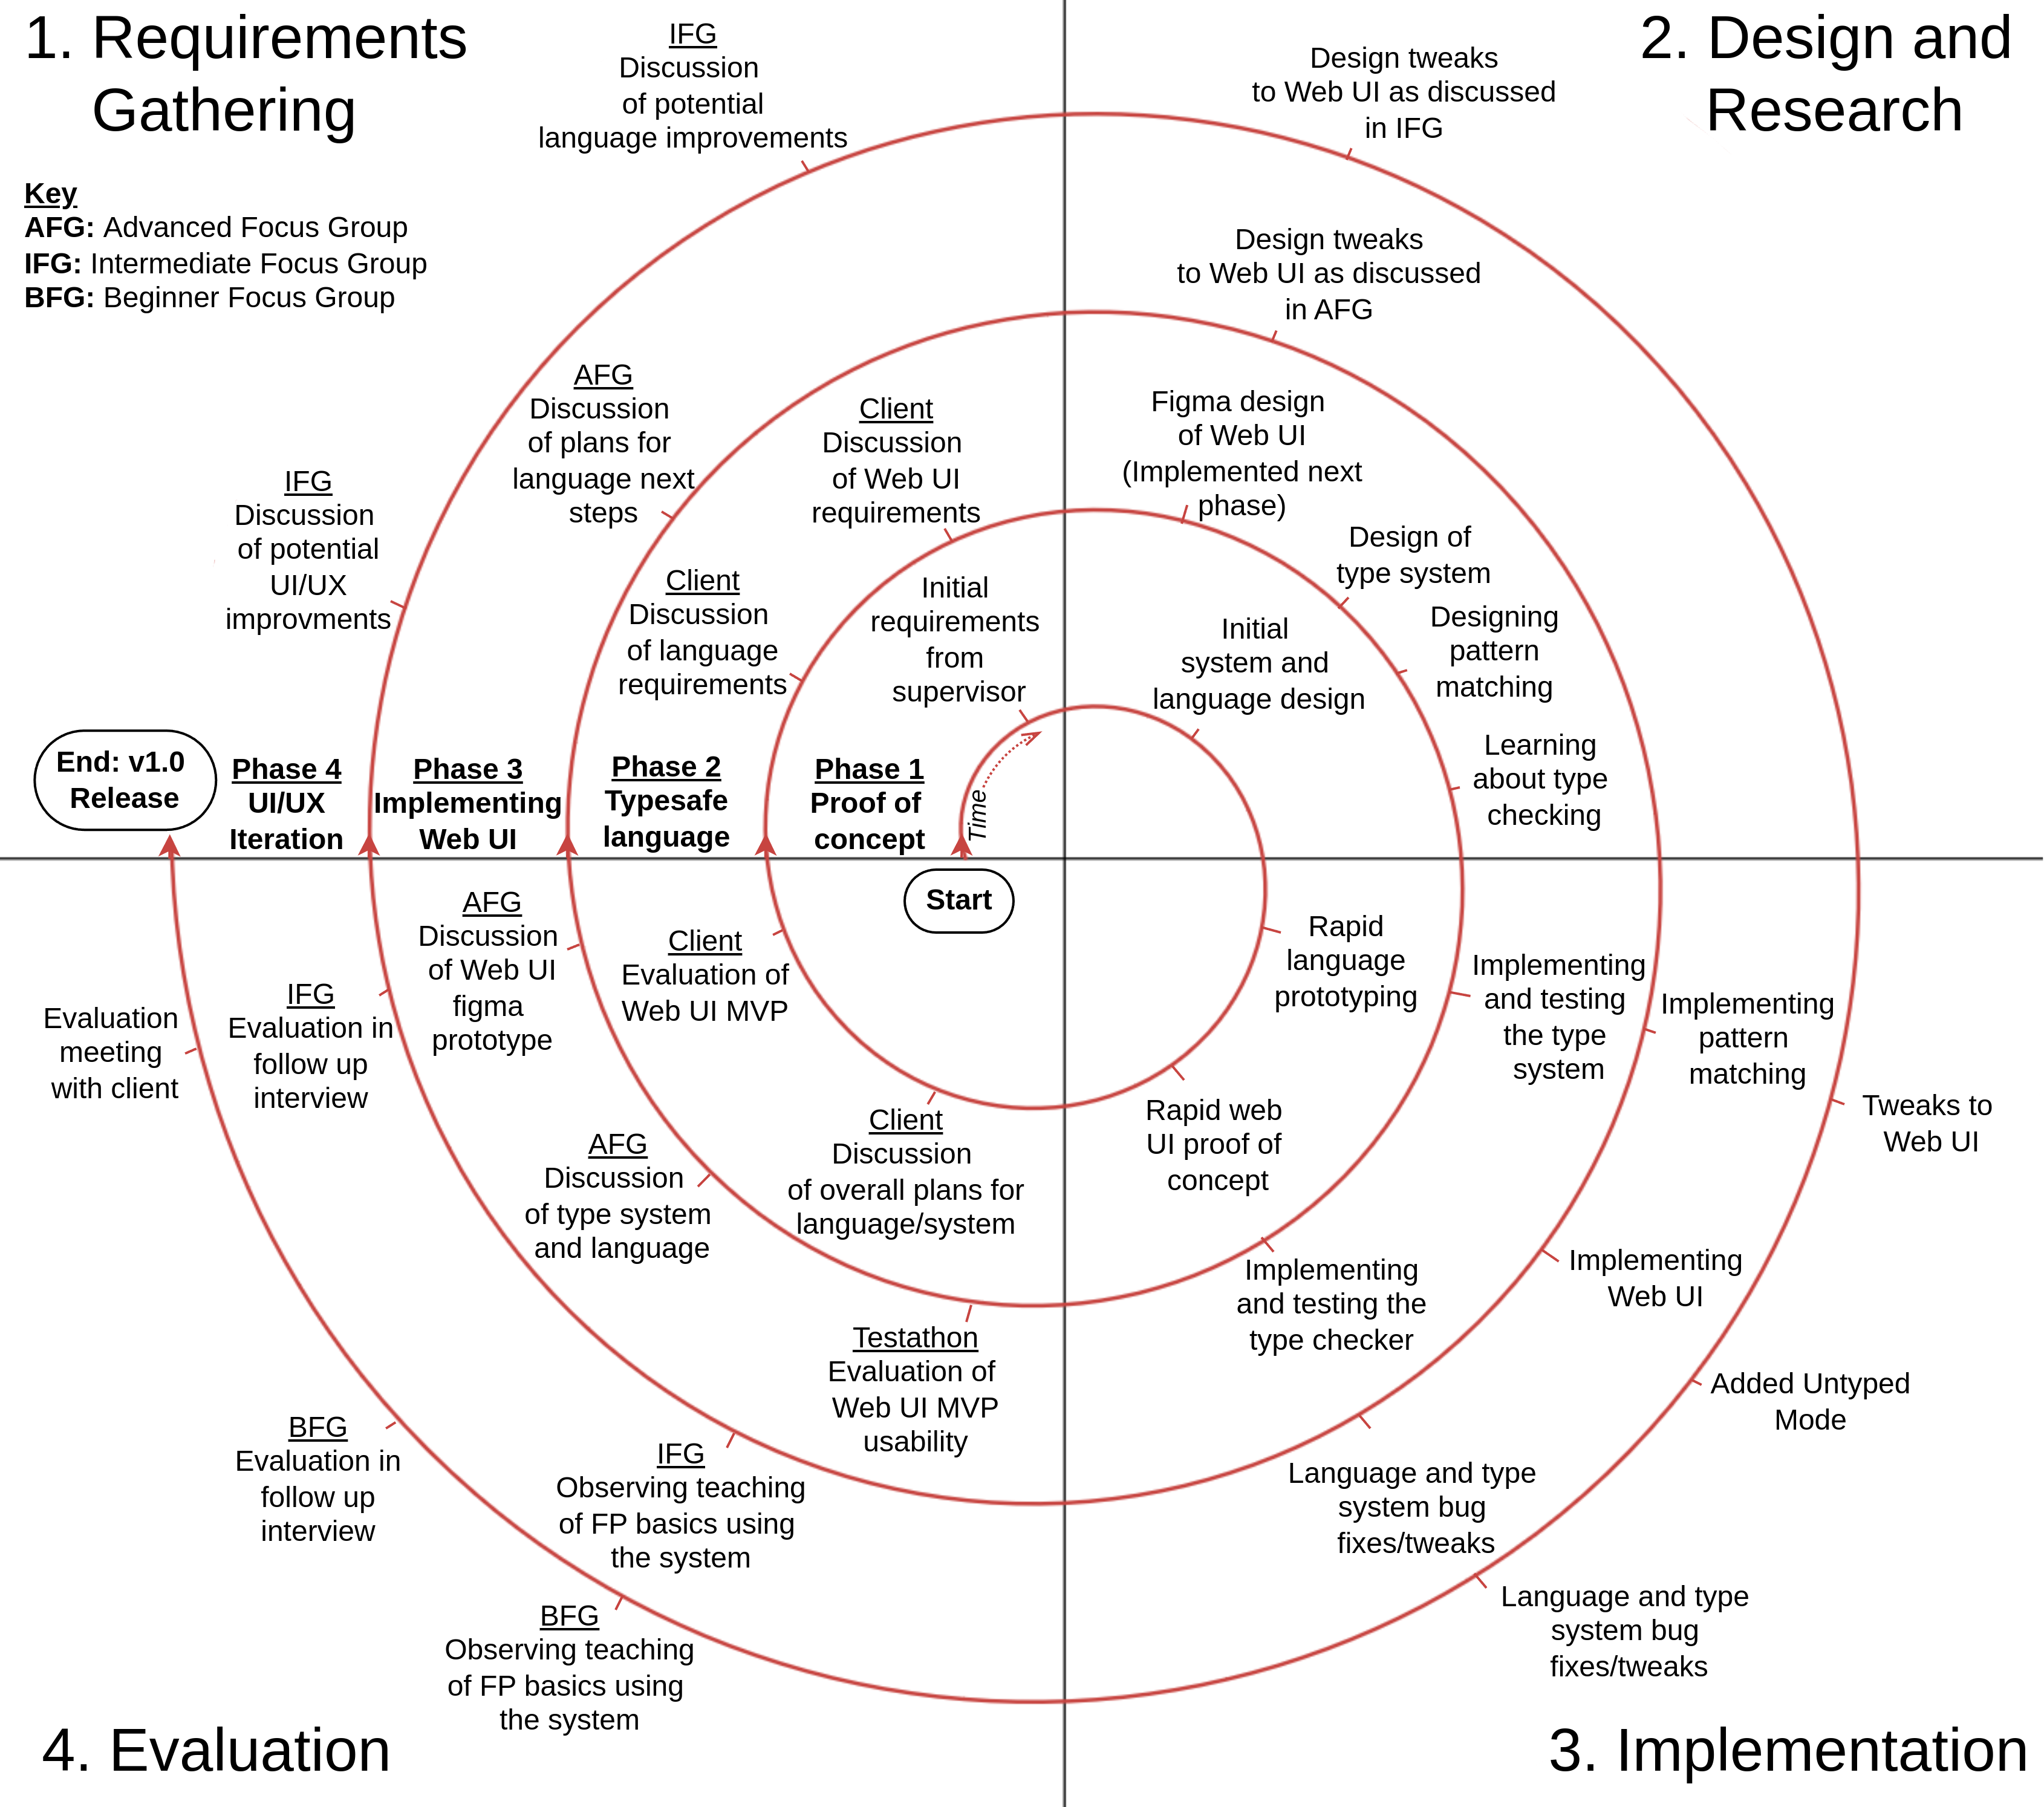 1. Requirements
Gathering
2. Design and
Research
Key
AFG: Advanced Focus Group
IFG: Intermediate Focus Group
BFG: Beginner Focus Group
IFG
Discussion
of potential
language improvements
Design tweaks
to Web UI as discussed
in IFG
Design tweaks
to Web UI as discussed
in AFG
AFG
Discussion
of plans for
language next
steps
Client
Discussion
of Web UI
requirements
Figma design
of Web UI
(Implemented next
phase)
IFG
Discussion
of potential
UI/UX
improvments
Client
Discussion
of language
requirements
Initial
requirements
from
supervisor
Initial
system and
language design
Design of
type system
Designing
pattern
matching
Learning
about type
checking
End: v1.0
Release
Phase 4
UI/UX
Iteration
Phase 3
Implementing
Web UI
Phase 2
Typesafe
language
Phase 1
Proof of
concept
Time
Start
Evaluation
meeting
with client
IFG
Evaluation in
follow up
interview
AFG
Discussion
of Web UI
figma
prototype
Client
Evaluation of
Web UI MVP
Rapid
language
prototyping
Implementing
and testing
the type
system
Implementing
pattern
matching
Tweaks to
Web UI
AFG
Discussion
of type system
and language
Client
Discussion
of overall plans for
language/system
Rapid web
UI proof of
concept
Implementing
and testing the
type checker
Implementing
Web UI
Added Untyped
Mode
BFG
Evaluation in
follow up
interview
IFG
Observing teaching
of FP basics using
the system
Testathon
Evaluation of
Web UI MVP
usability
Language and type
system bug
fixes/tweaks
BFG
Observing teaching
of FP basics using
the system
Language and type
system bug
fixes/tweaks
4. Evaluation
3. Implementation